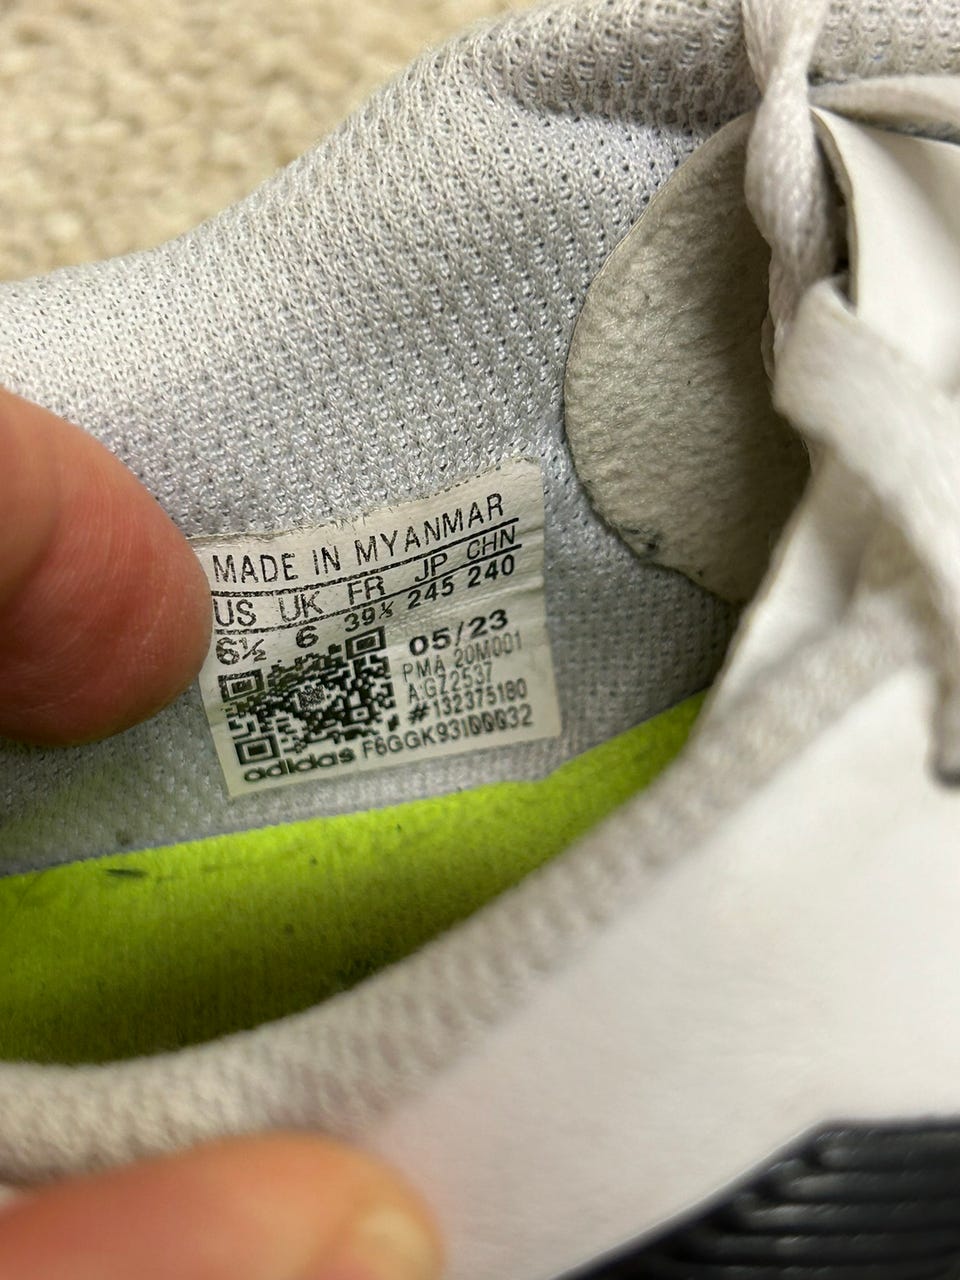 MADE IN MYANMAR
US UK FR JP CHN
6½ 6 39⅓ 245 240
05/23
PMA 20M001
A:GZ2537
#132375180
adidas F6GGK93I00032